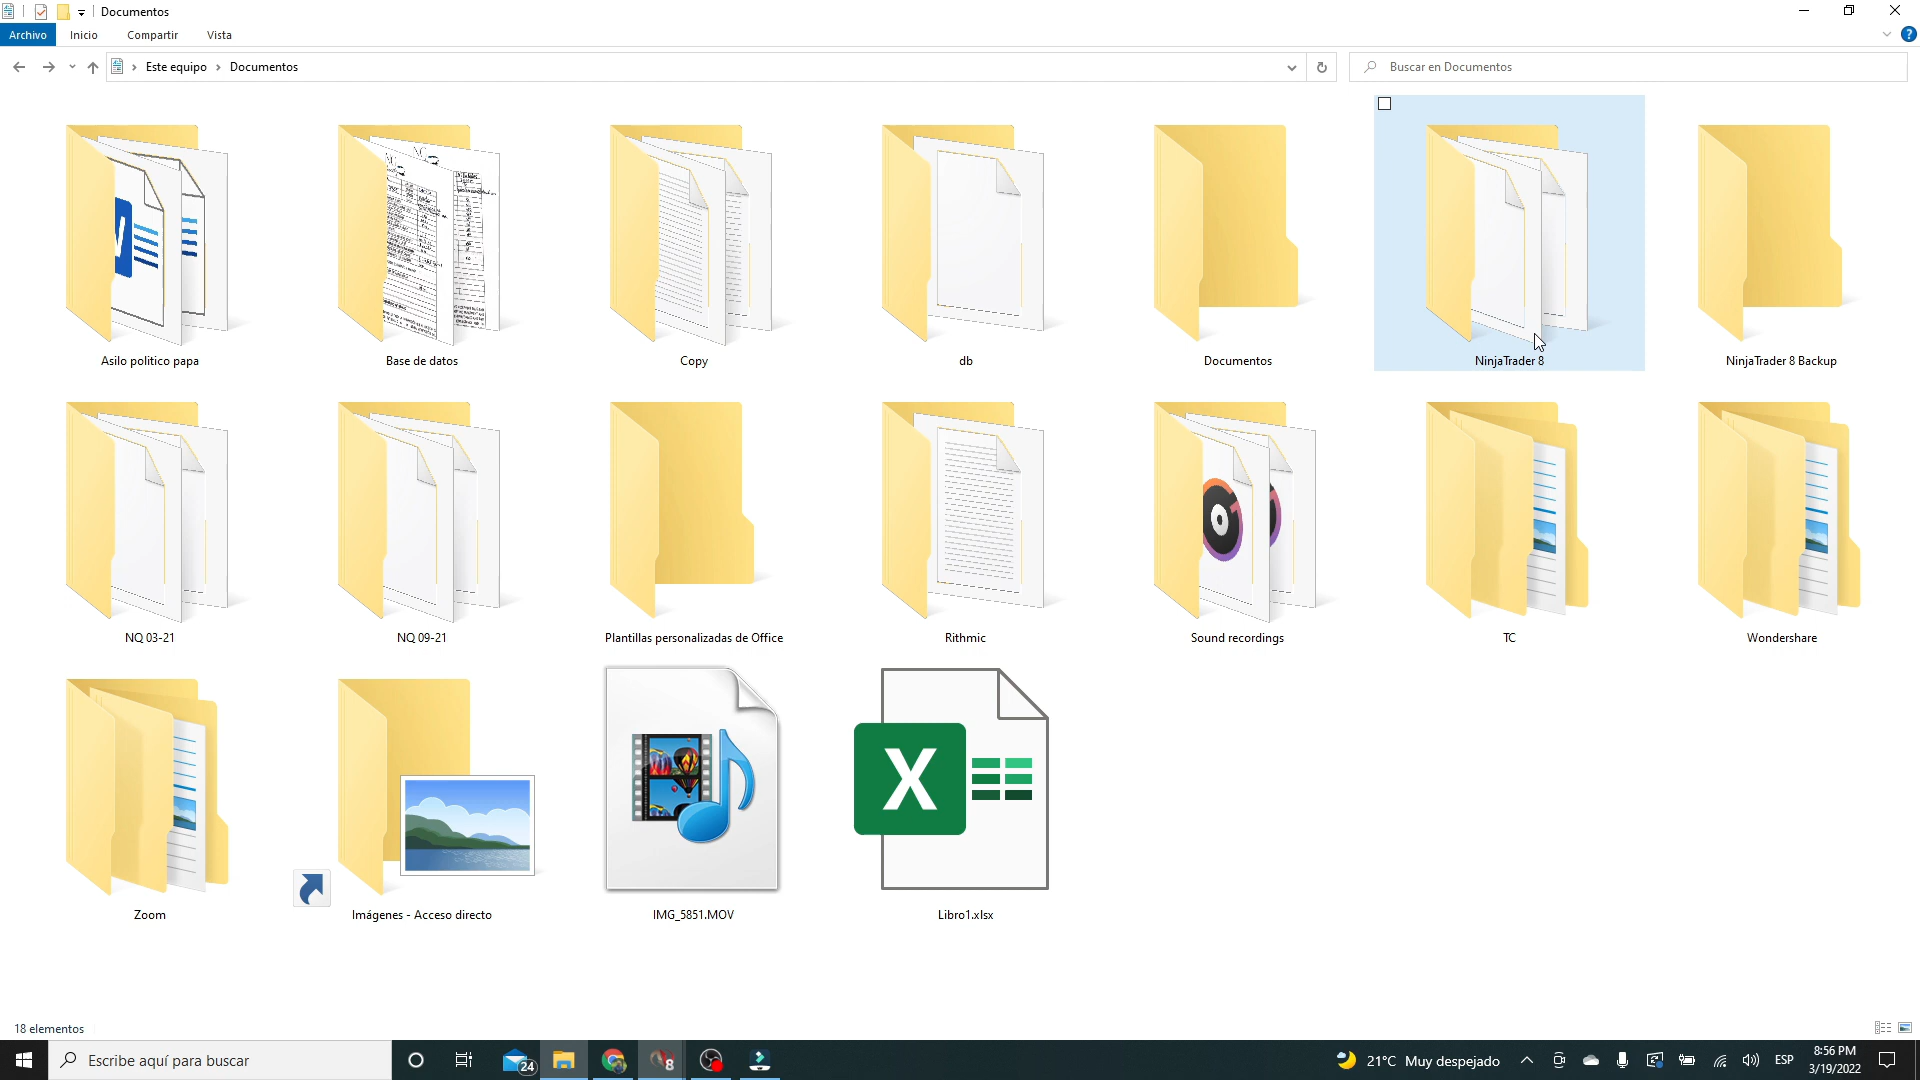 Documentos
Archivo
Inicio
Compartir
Vista
?
Este equipo
Documentos
Buscar en Documentos
Asilo politico papa
Base de datos
Copy
db
Documentos
NinjaTrader 8
NinjaTrader 8 Backup
NQ 03-21
NQ 09-21
Plantillas personalizadas de Office
Rithmic
Sound recordings
TC
Wondershare
X
Zoom
Imágenes - Acceso directo
IMG_5851.MOV
Libro1.xlsx
18 elementos
Escribe aquí para buscar
24
8
21°C Muy despejado
ESP
8:56 PM
3/19/2022